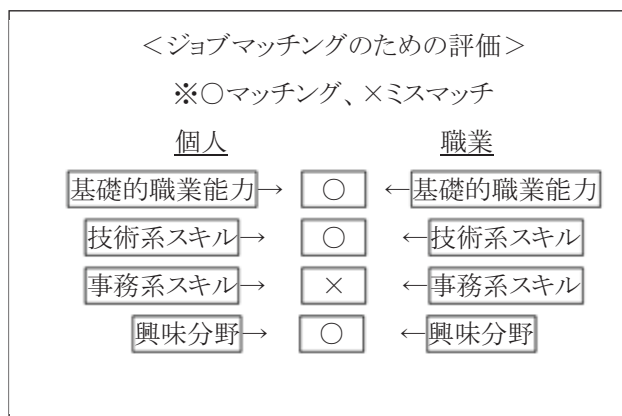 ＜ジョブマッチングのための評価＞
※○マッチング、×ミスマッチ
個人 職業
基礎的職業能力→ ○ ←基礎的職業能力
技術系スキル→ ○ ←技術系スキル
事務系スキル→ × ←事務系スキル
興味分野→ ○ ←興味分野